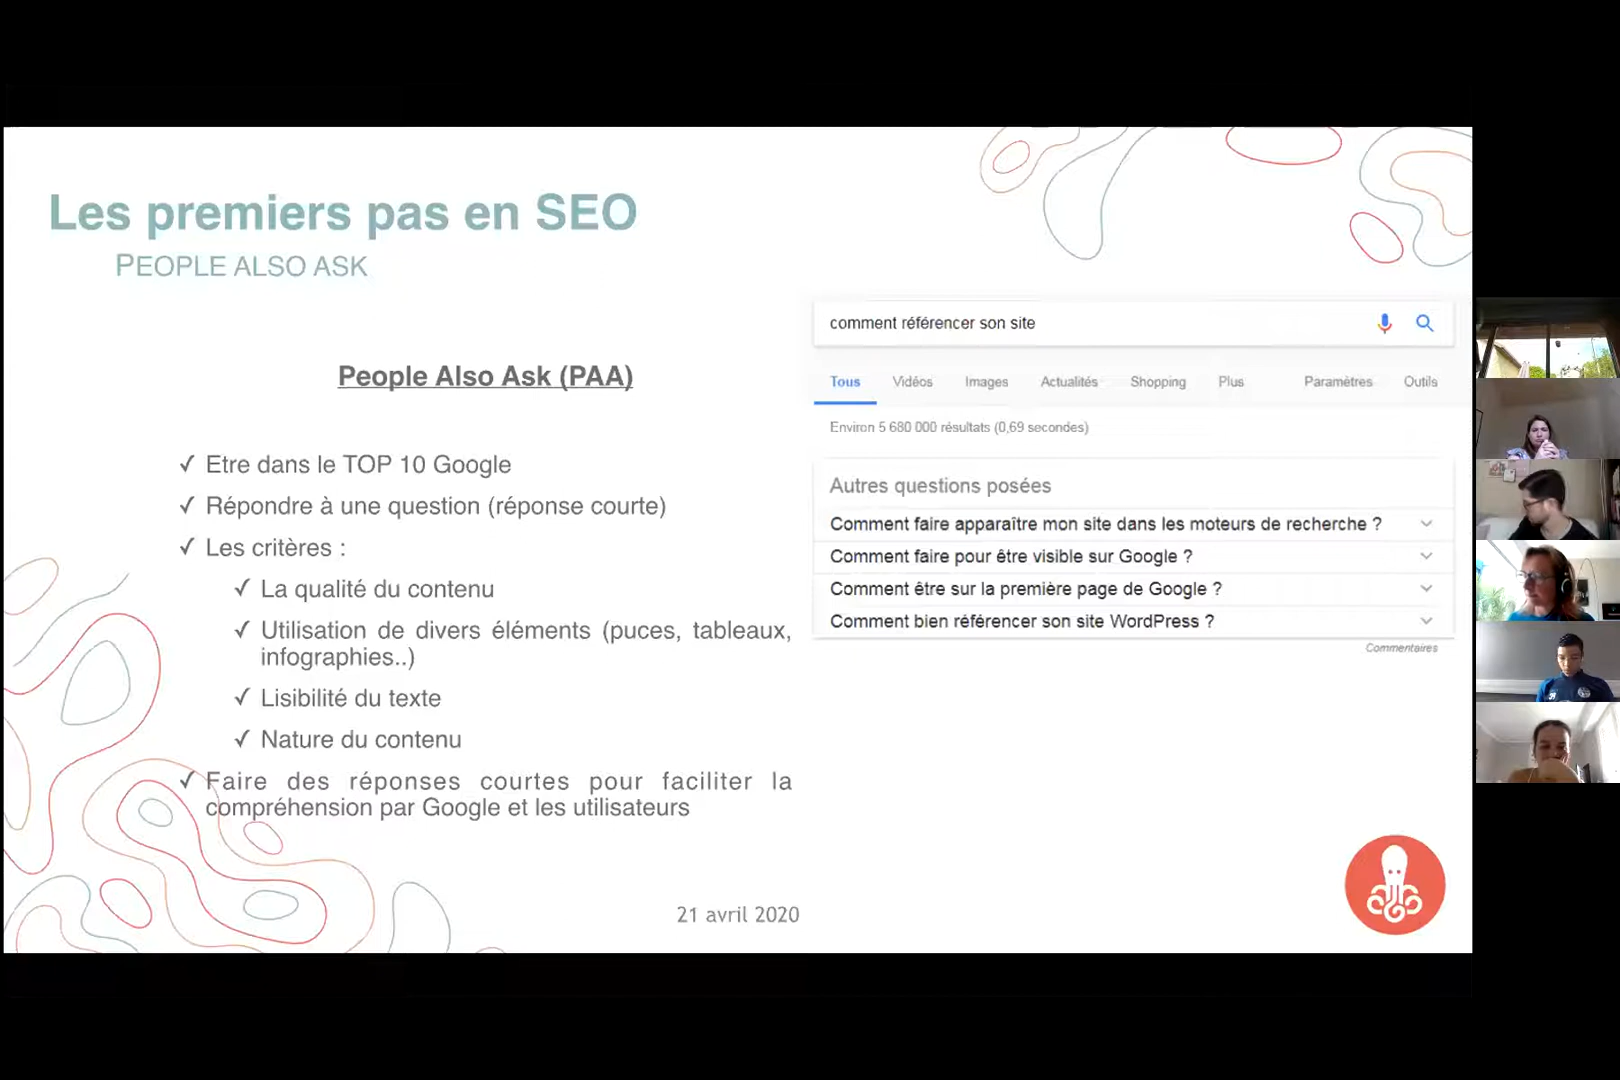 Les premiers pas en SEO
PEOPLE ALSO ASK
People Also Ask (PAA)
✓ Etre dans le TOP 10 Google
✓ Répondre à une question (réponse courte)
✓ Les critères :
✓ La qualité du contenu
✓ Utilisation de divers éléments (puces, tableaux,
infographies..)
✓ Lisibilité du texte
✓ Nature du contenu
✓ Faire des réponses courtes pour faciliter la
compréhension par Google et les utilisateurs
comment référencer son site
Tous Vidéos Images Actualités Shopping Plus Paramètres Outils
Environ 5 680 000 résultats (0,69 secondes)
Autres questions posées
Comment faire apparaître mon site dans les moteurs de recherche ?
Comment faire pour être visible sur Google ?
Comment être sur la première page de Google ?
Comment bien référencer son site WordPress ?
Commentaires
21 avril 2020